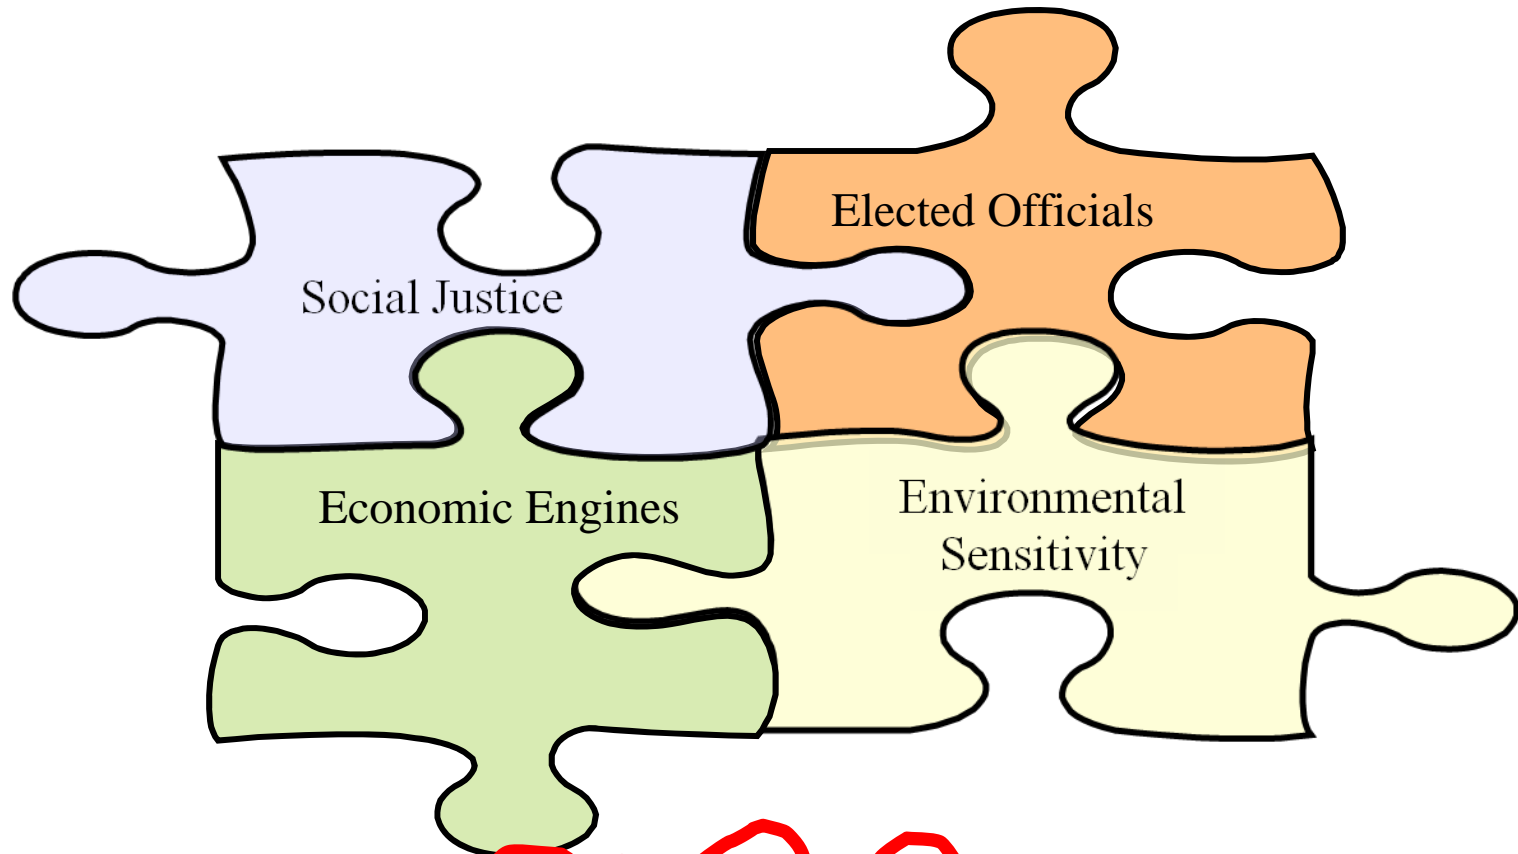 Elected Officials
Social Justice
Economic Engines
Environmental
Sensitivity